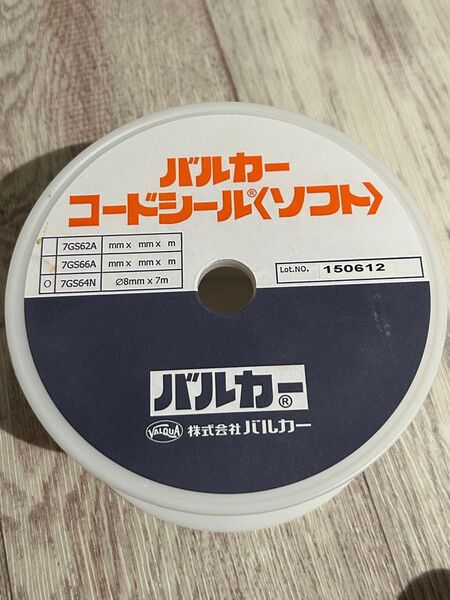 バルカー
コードシール®〈ソフト〉
7GS62A mm x mm x m
7GS66A mm x mm x m
O 7GS64N Ø8mm x 7m
Lot.NO. 150612
バルカー®
VALQUA 株式会社バルカー